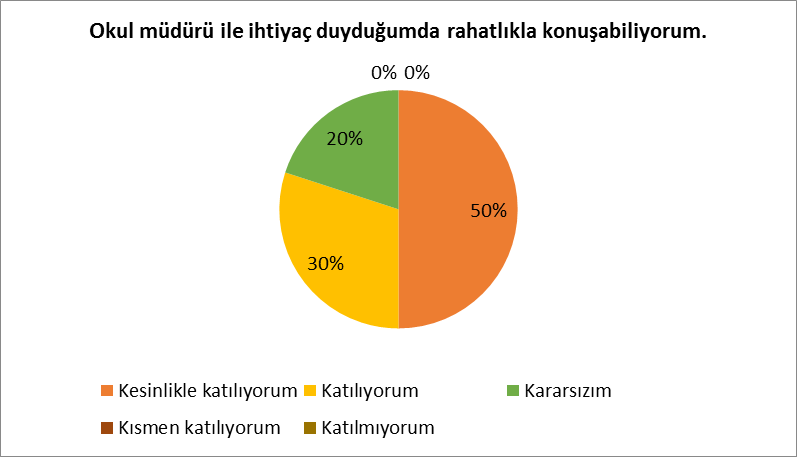 Okul müdürü ile ihtiyaç duyduğumda rahatlıkla konuşabiliyorum.
0% 0%
20%
50%
30%
Kesinlikle katılıyorum Katılıyorum Kararsızım
Kısmen katılıyorum Katılmıyorum